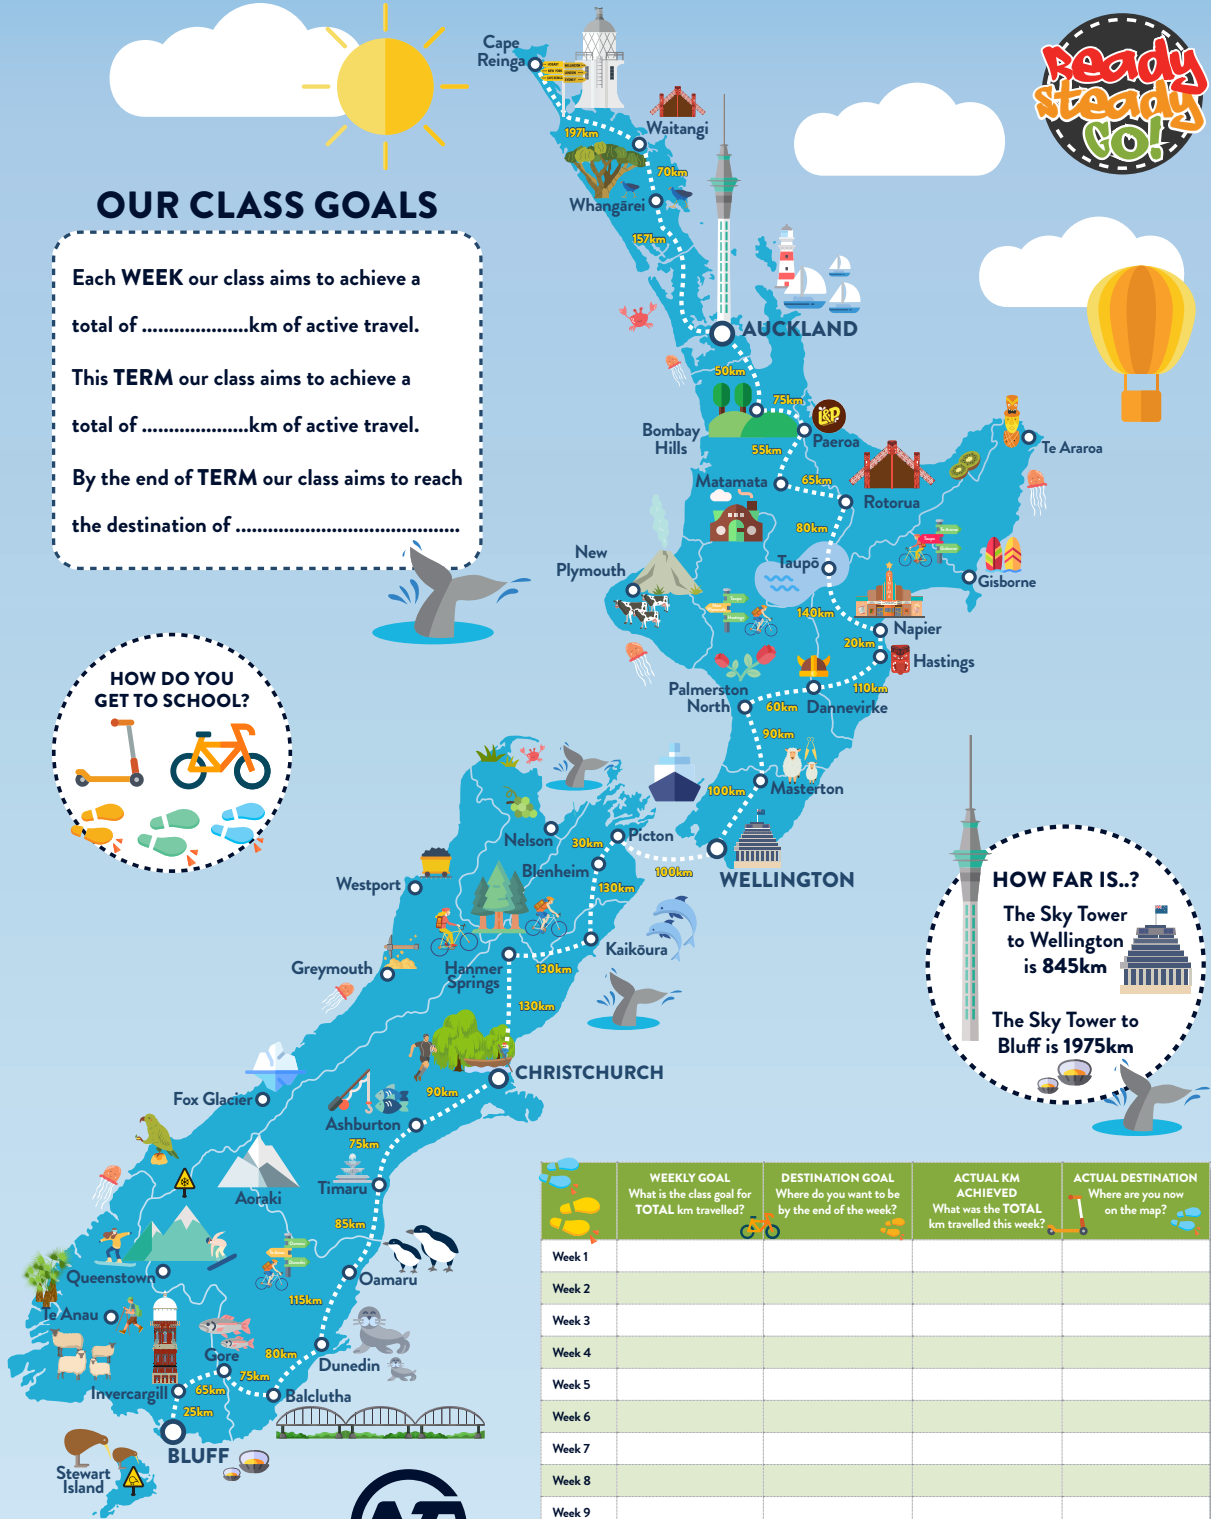 Ready
Steady
Go!
OUR CLASS GOALS
Each WEEK our class aims to achieve a
total of ....................km of active travel.
This TERM our class aims to achieve a
total of ....................km of active travel.
By the end of TERM our class aims to reach
the destination of ..........................................
HOW DO YOU
GET TO SCHOOL?
Cape
Reinga
197km
Waitangi
70km
Whangārei
157km
AUCKLAND
50km
75km
L&P
Bombay
Hills
Paeroa
55km
Te Araroa
Matamata
65km
Rotorua
80km
New
Plymouth
Taupō
Gisborne
140km
Napier
20km
Hastings
110km
Palmerston
North
60km
Dannevirke
90km
100km
Masterton
Nelson
30km
Picton
Blenheim
100km
WELLINGTON
Westport
130km
Kaikōura
Greymouth
Hanmer
Springs
130km
130km
CHRISTCHURCH
Fox Glacier
90km
Ashburton
75km
Aoraki
Timaru
85km
Queenstown
Oamaru
115km
Te Anau
Gore
80km
Dunedin
75km
Invercargill
65km
Balclutha
25km
BLUFF
Stewart
Island
HOW FAR IS..?
The Sky Tower
to Wellington
is 845km
The Sky Tower to
Bluff is 1975km
WEEKLY GOAL
What is the class goal for
TOTAL km travelled?
DESTINATION GOAL
Where do you want to be
by the end of the week?
ACTUAL KM
ACHIEVED
What was the TOTAL
km travelled this week?
ACTUAL DESTINATION
Where are you now
on the map?
Week 1
Week 2
Week 3
Week 4
Week 5
Week 6
Week 7
Week 8
Week 9